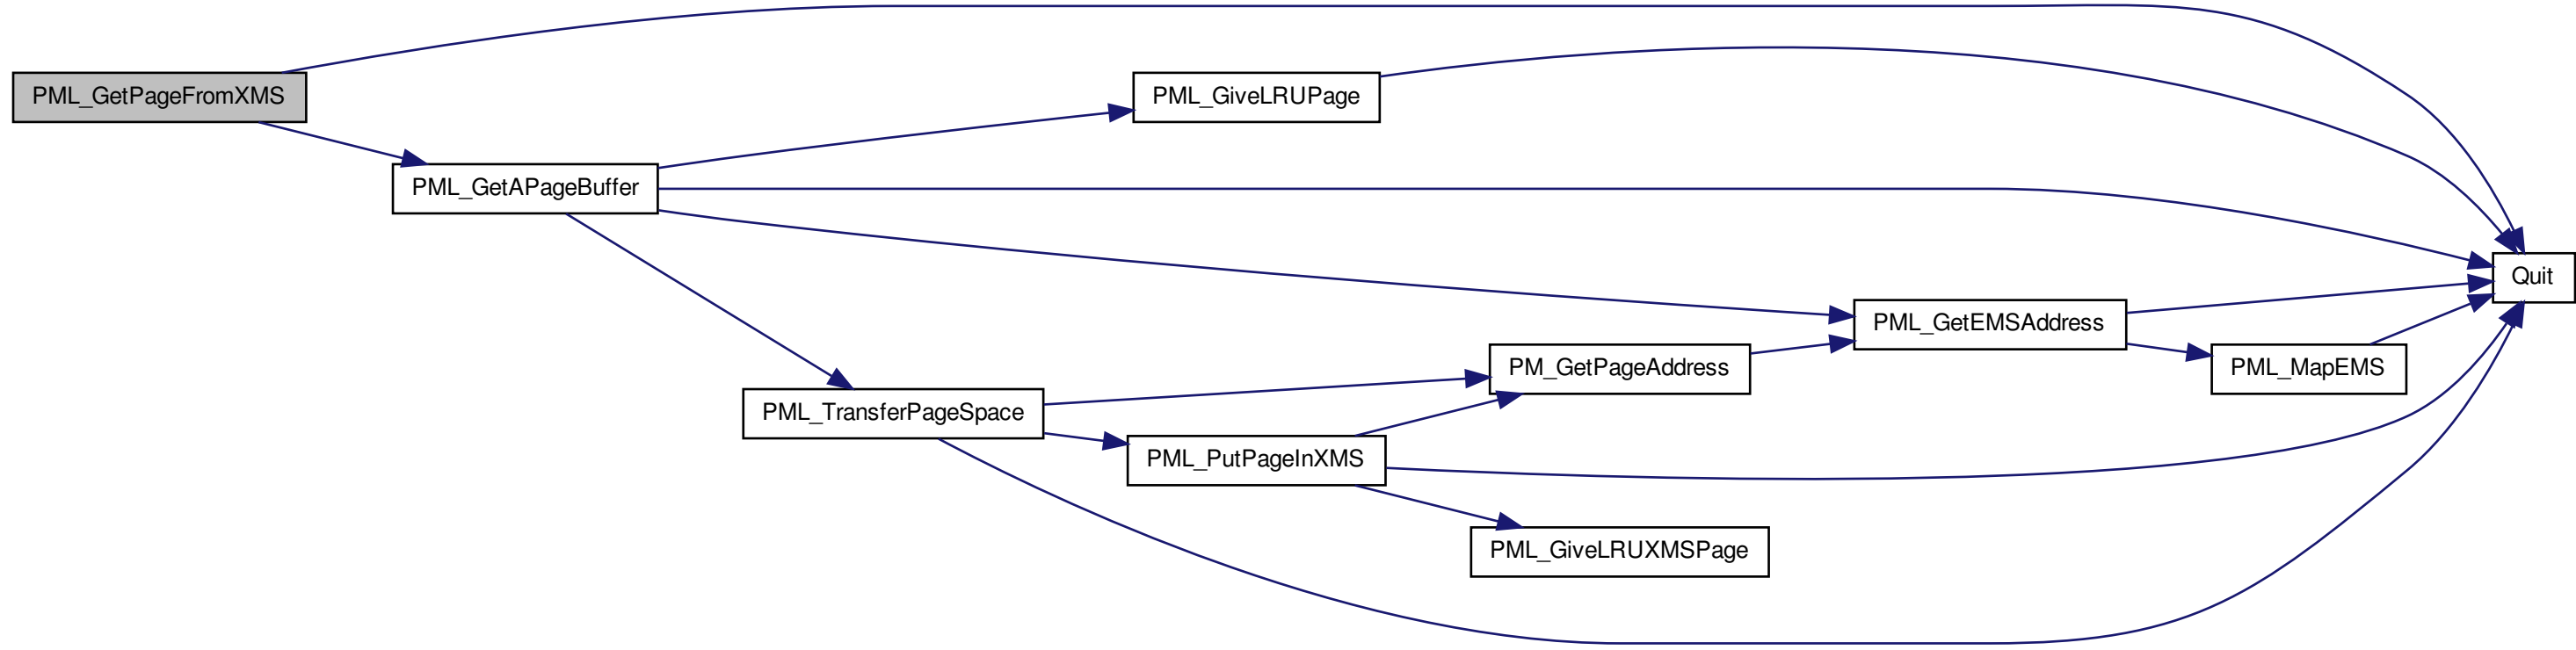 PML_GetPageFromXMS
PML_GiveLRUPage
PML_GetAPageBuffer
Quit
PML_GetEMSAddress
PM_GetPageAddress
PML_MapEMS
PML_TransferPageSpace
PML_PutPageInXMS
PML_GiveLRUXMSPage